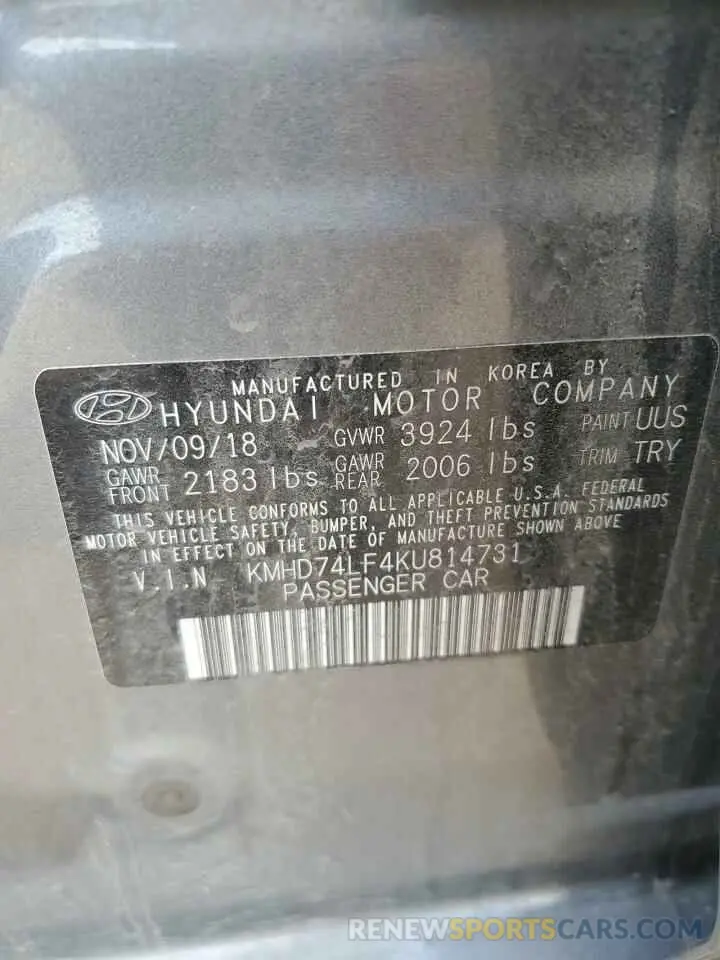 MANUFACTURED IN KOREA BY
HYUNDAI MOTOR COMPANY
NOV/09/18 GVWR 3924 lbs PAINT UUS
GAWR FRONT 2183 lbs GAWR REAR 2006 lbs TRIM TRY
THIS VEHICLE CONFORMS TO ALL APPLICABLE U.S.A. FEDERAL
MOTOR VEHICLE SAFETY, BUMPER, AND THEFT PREVENTION STANDARDS
IN EFFECT ON THE DATE OF MANUFACTURE SHOWN ABOVE
V.I.N KMHD74LF4KU814731
PASSENGER CAR
RENEWSPORTSCARS.COM